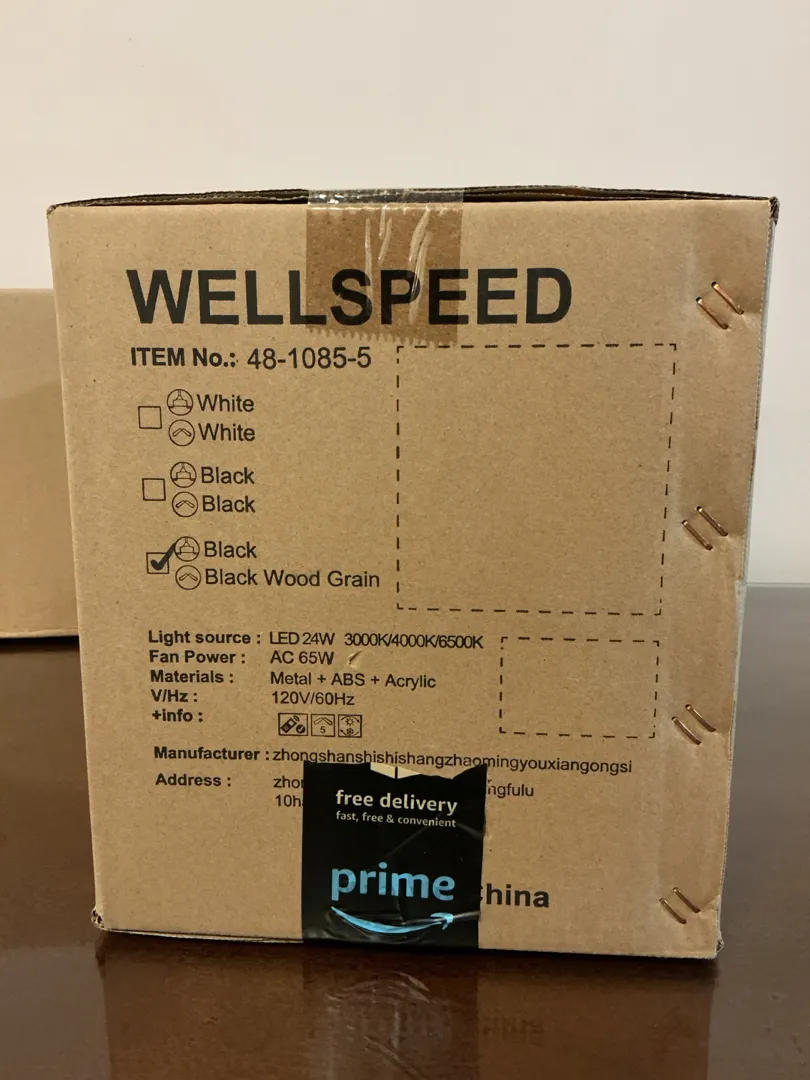 WELLSPEED
ITEM No.: 48-1085-5
White
White
Black
Black
Black
Black Wood Grain
Light source : LED 24W 3000K/4000K/6500K
Fan Power : AC 65W
Materials : Metal + ABS + Acrylic
V/Hz : 120V/60Hz
+info :
5
Manufacturer : zhongshanshishishangzhaomingyouxiangongsi
Address :
free delivery
fast, free & convenient
prime